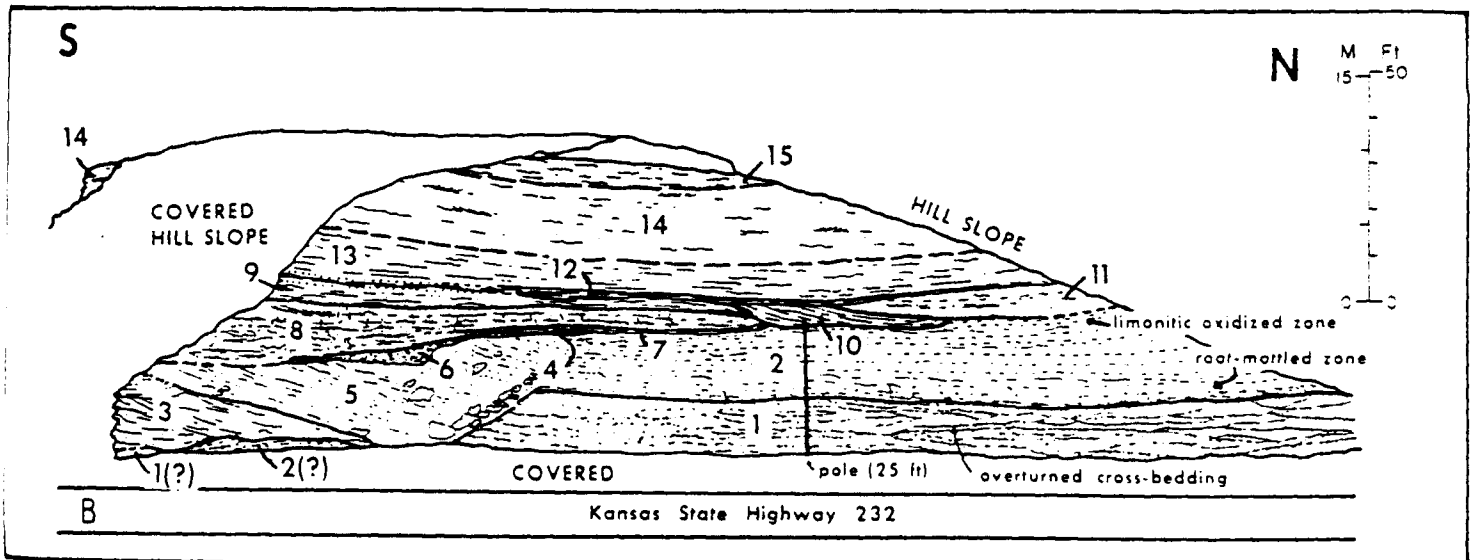 S
N
M Ft
15 50
14
15
COVERED
HILL SLOPE
HILL SLOPE
14
13
9
12
11
0 0
8
limonitic oxidized zone
10
7
root-mottled zone
6
4
2
5
3
1
1(?)
2(?)
COVERED
pole (25 ft)
overturned cross-bedding
B
Kansas State Highway 232